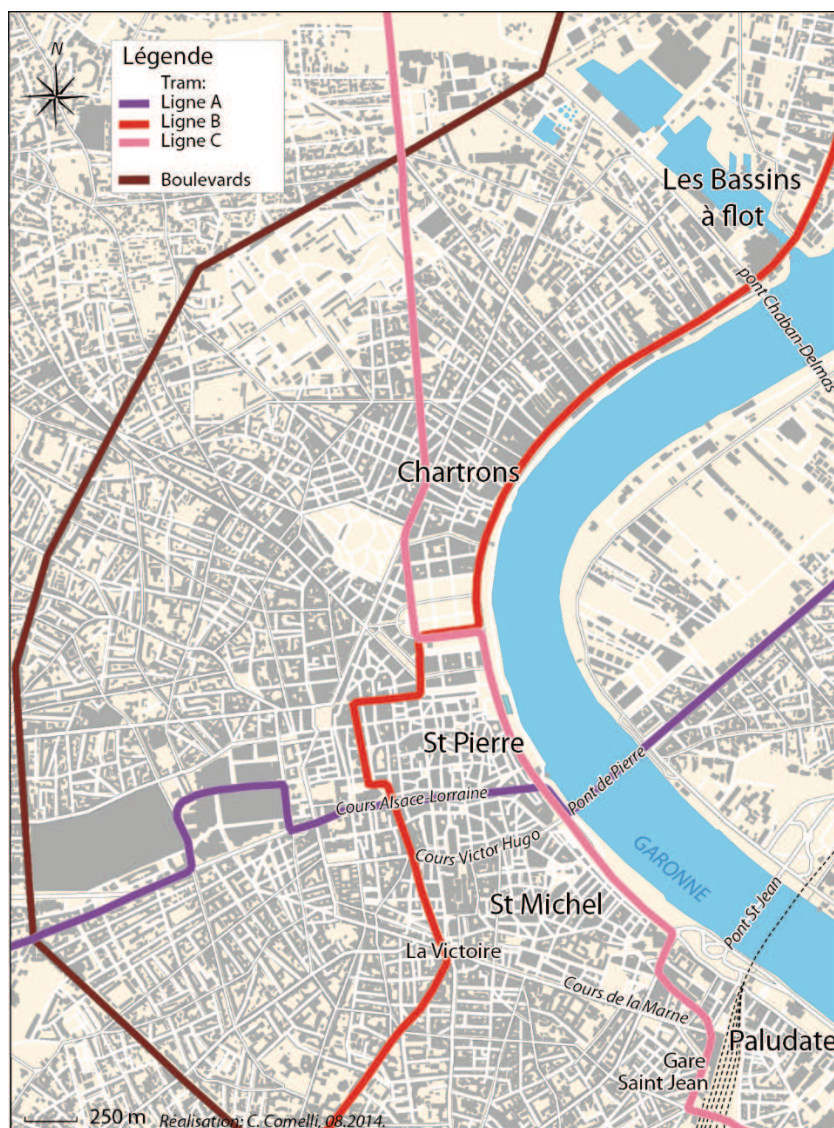 N
Légende
Tram:
Ligne A
Ligne B
Ligne C
Boulevards
Les Bassins
à flot
pont Chaban-Delmas
Chartrons
St Pierre
Cours Alsace-Lorraine
Pont de Pierre
Cours Victor Hugo
GARONNE
St Michel
Pont St Jean
La Victoire
Cours de la Marne
Paludate
Gare
Saint Jean
250 m
Réalisation: C. Comelli, 08.2014.